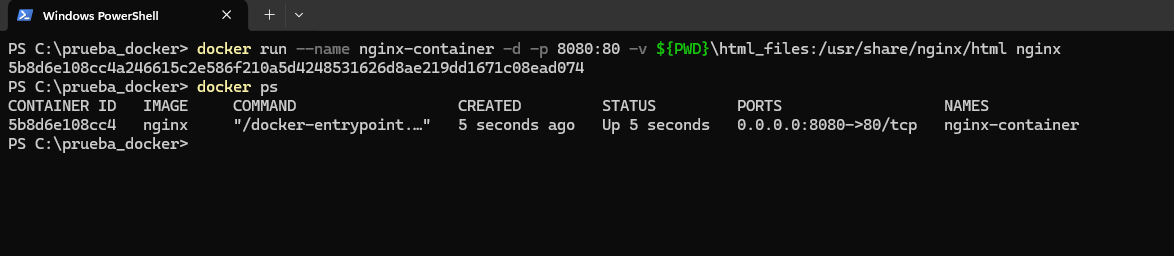 Windows PowerShell
PS C:\prueba_docker> docker run --name nginx-container -d -p 8080:80 -v ${PWD}\html_files:/usr/share/nginx/html nginx
5b8d6e108cc4a246615c2e586f210a5d4248531626d8ae219dd1671c08ead074
PS C:\prueba_docker> docker ps
CONTAINER ID   IMAGE     COMMAND                  CREATED         STATUS         PORTS                  NAMES
5b8d6e108cc4   nginx     "/docker-entrypoint.…"   5 seconds ago   Up 5 seconds   0.0.0.0:8080->80/tcp   nginx-container
PS C:\prueba_docker>